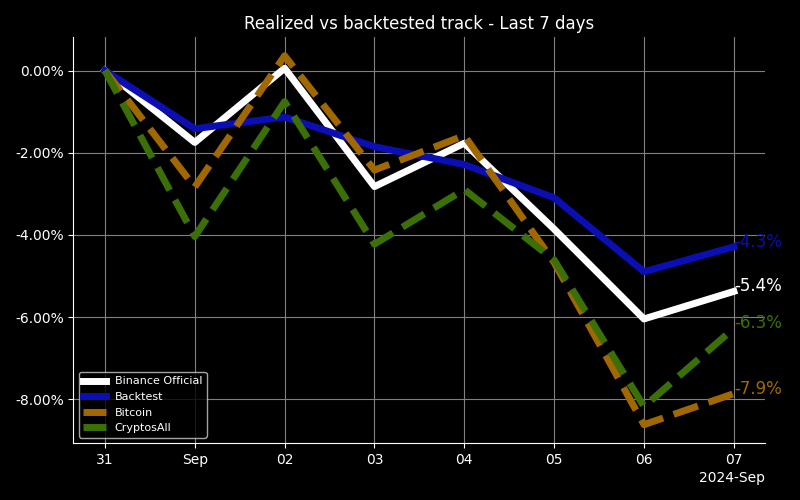 Realized vs backtested track - Last 7 days
0.00%
-2.00%
-4.00%
-6.00%
-8.00%
-4.3%
-5.4%
-6.3%
-7.9%
Binance Official
Backtest
Bitcoin
CryptosAll
31 Sep 02 03 04 05 06 07
2024-Sep